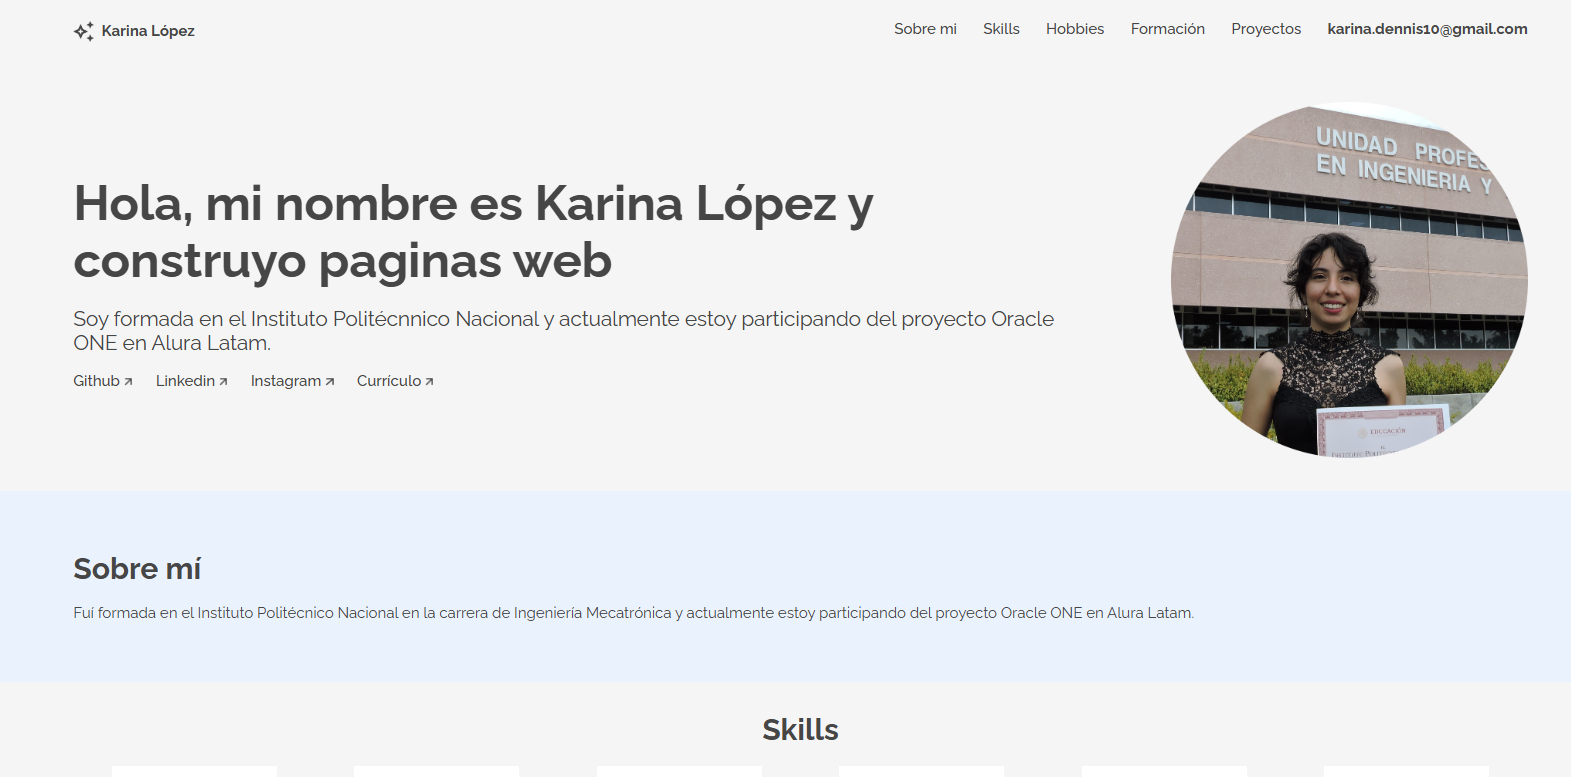 Karina López
Sobre mi Skills Hobbies Formación Proyectos karina.dennis10@gmail.com
UNIDAD PROFES
EN INGENIERIA Y
Hola, mi nombre es Karina López y
construyo paginas web
Soy formada en el Instituto Politécnnico Nacional y actualmente estoy participando del proyecto Oracle
ONE en Alura Latam.
Github Linkedin Instagram Currículo
EDUCACIÓN
Sobre mí
Fuí formada en el Instituto Politécnico Nacional en la carrera de Ingeniería Mecatrónica y actualmente estoy participando del proyecto Oracle ONE en Alura Latam.
Skills